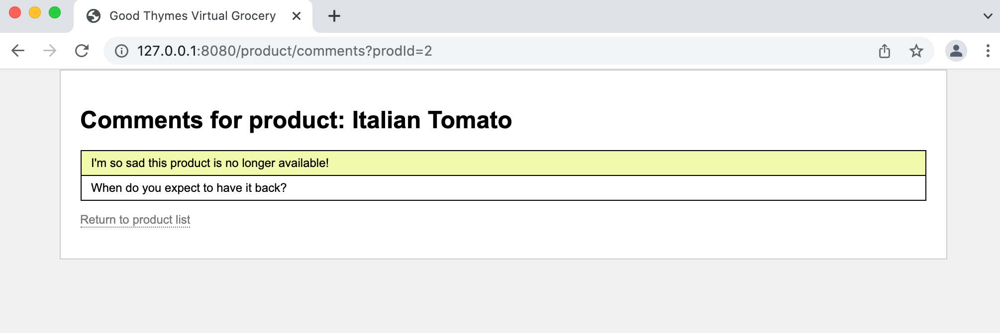 Good Thymes Virtual Grocery
127.0.0.1:8080/product/comments?prodId=2
Comments for product: Italian Tomato
I'm so sad this product is no longer available!
When do you expect to have it back?
Return to product list